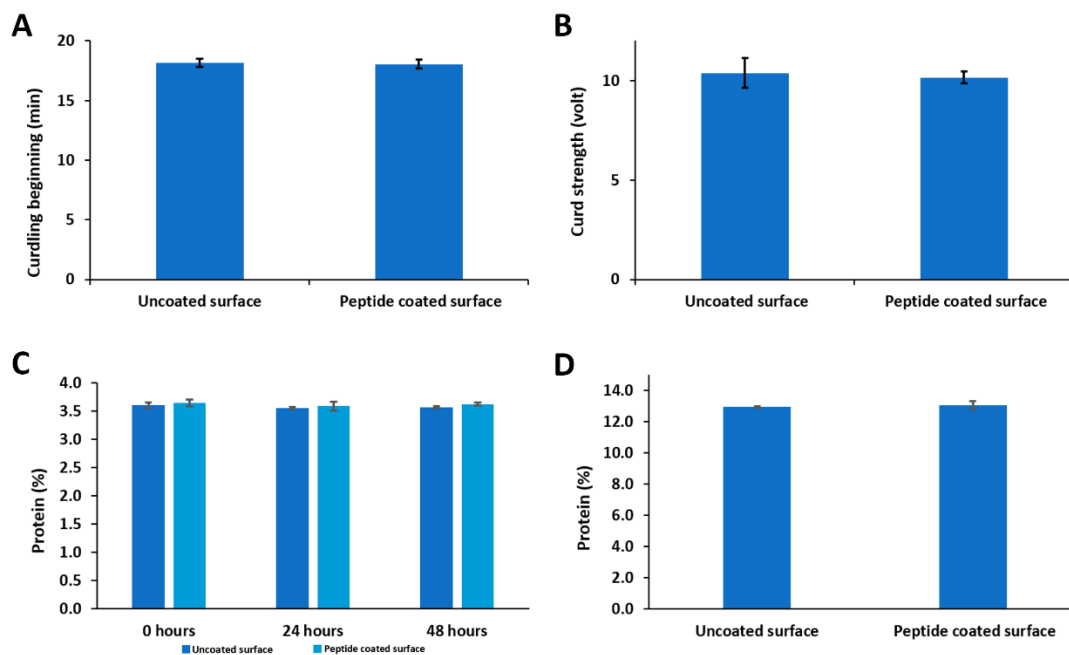 A
Curdling beginning (min)
20
15
10
5
0
Uncoated surface
Peptide coated surface
B
Curd strength (volt)
10
5
0
Uncoated surface
Peptide coated surface
C
Protein (%)
4.0
3.5
3.0
2.5
2.0
1.5
1.0
0.5
0.0
0 hours
24 hours
48 hours
Uncoated surface
Peptide coated surface
D
Protein (%)
14.0
12.0
10.0
8.0
6.0
4.0
2.0
0.0
Uncoated surface
Peptide coated surface